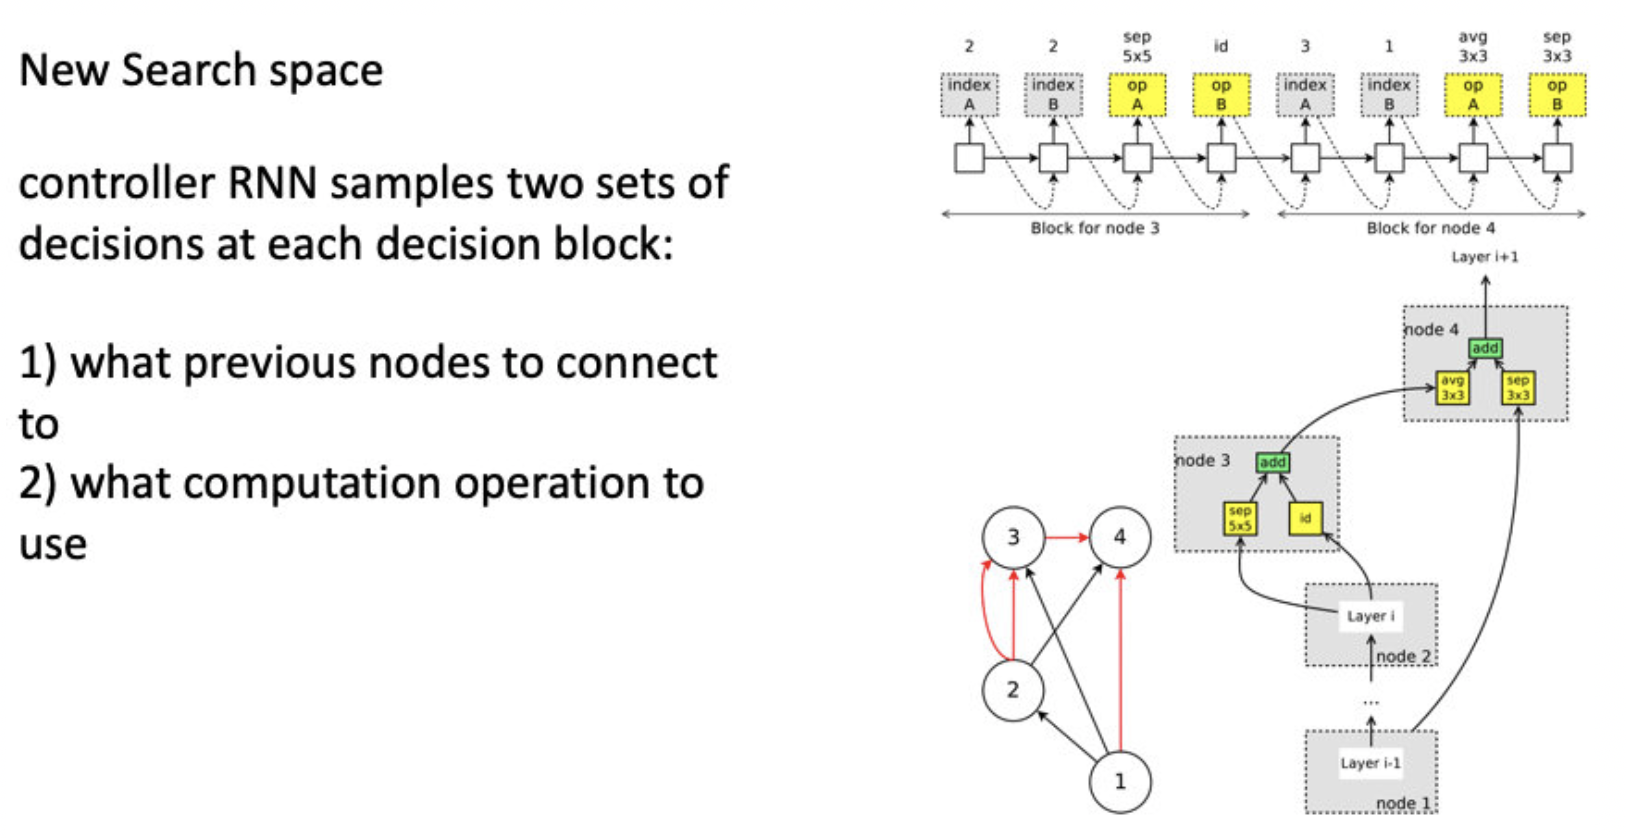 New Search space
controller RNN samples two sets of
decisions at each decision block:
1) what previous nodes to connect
to
2) what computation operation to
use
2 2 sep 5x5 id 3 1 avg 3x3 sep 3x3
index A index B op A op B index A index B op A op B
Block for node 3 Block for node 4
Layer i+1
node 4
add
avg 3x3 sep 3x3
node 3
add
sep 5x5 id
3 4
2
1
Layer i
node 2
...
Layer i-1
node 1